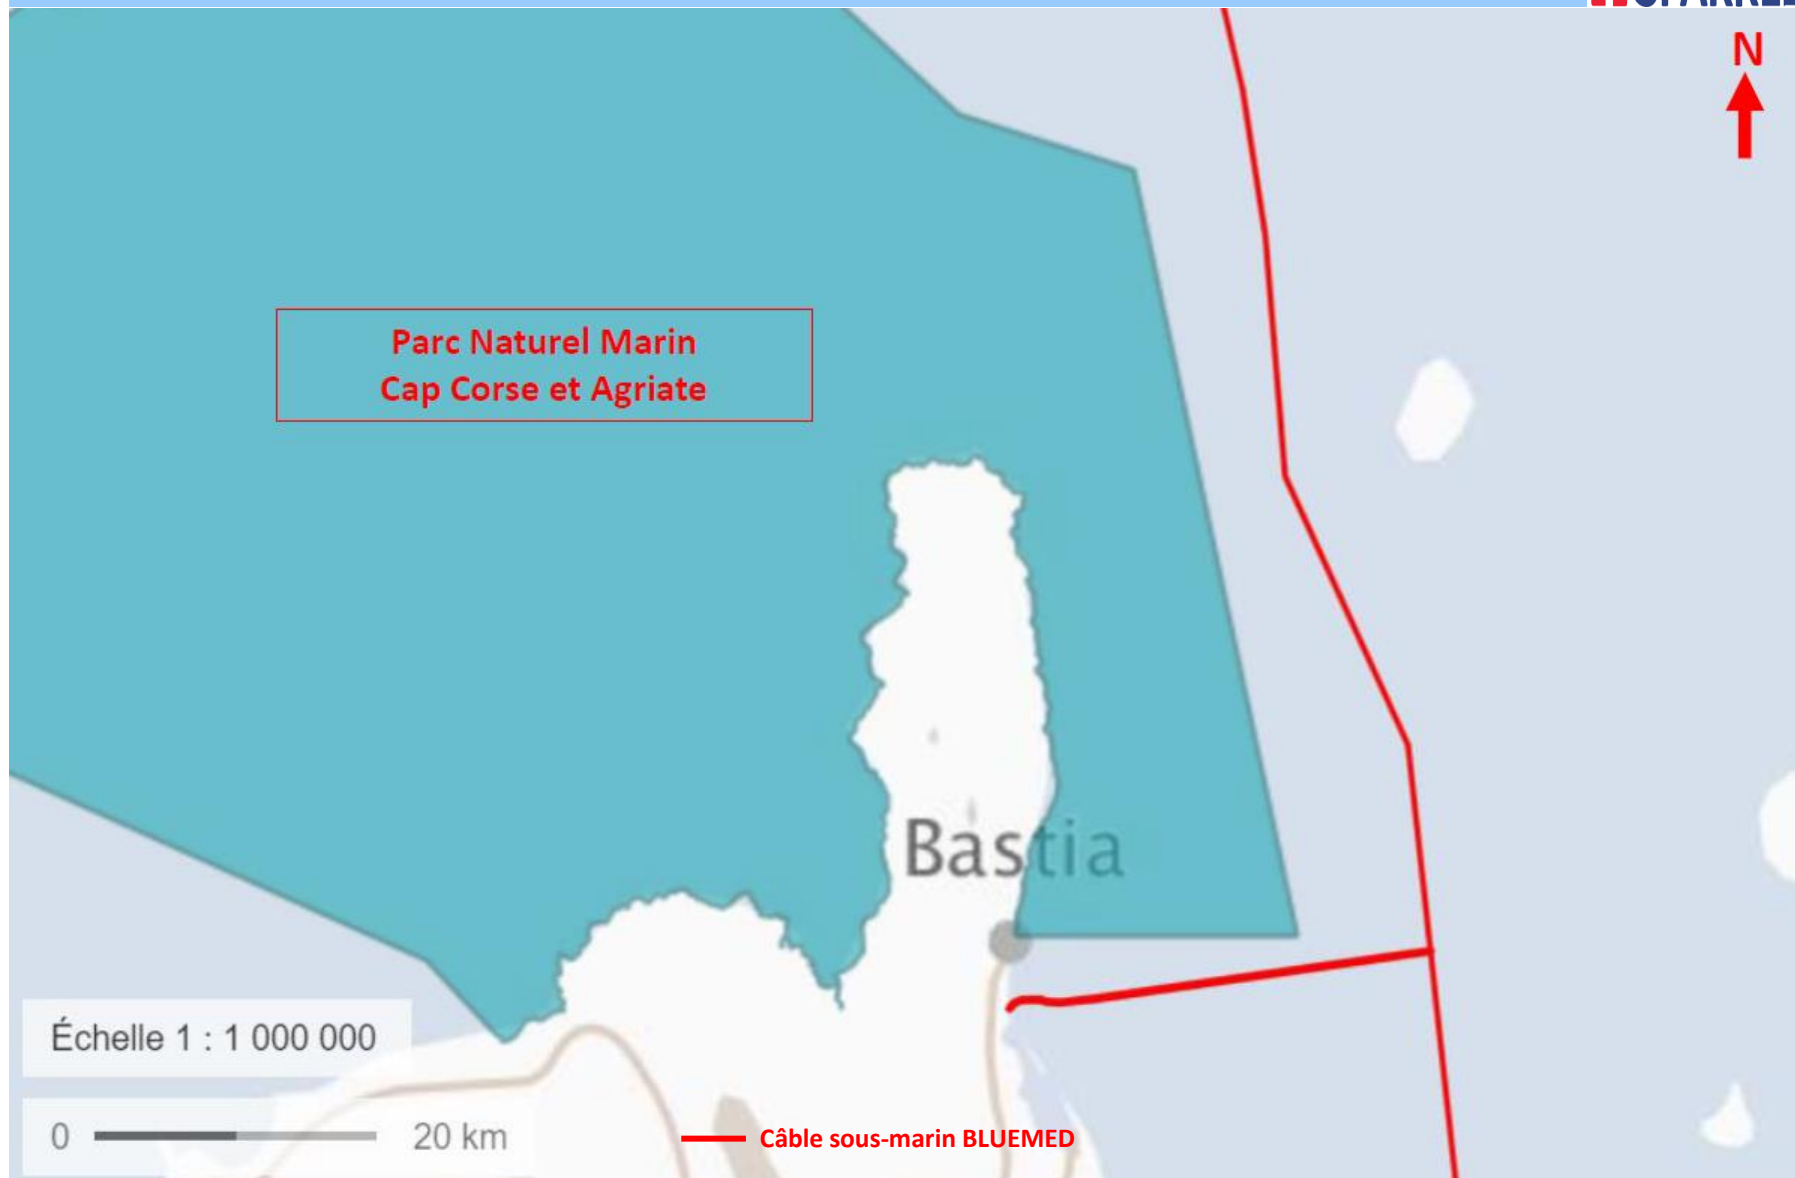 N
Parc Naturel Marin
Cap Corse et Agriate
Bastia
Échelle 1 : 1 000 000
0 20 km
Câble sous-marin BLUEMED